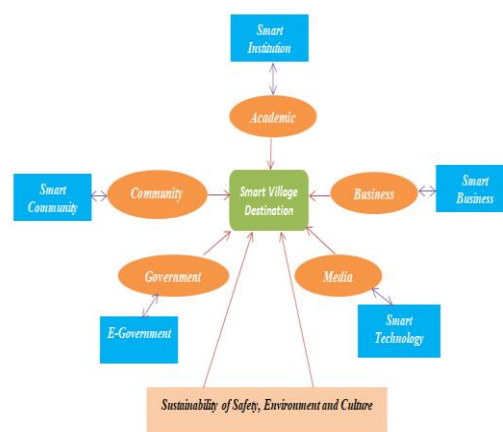 Smart
Institution
Academic
Smart
Community
Community
Smart Village
Destination
Business
Smart
Business
Government
Media
E-Government
Smart
Technology
Sustainability of Safety, Environment and Culture